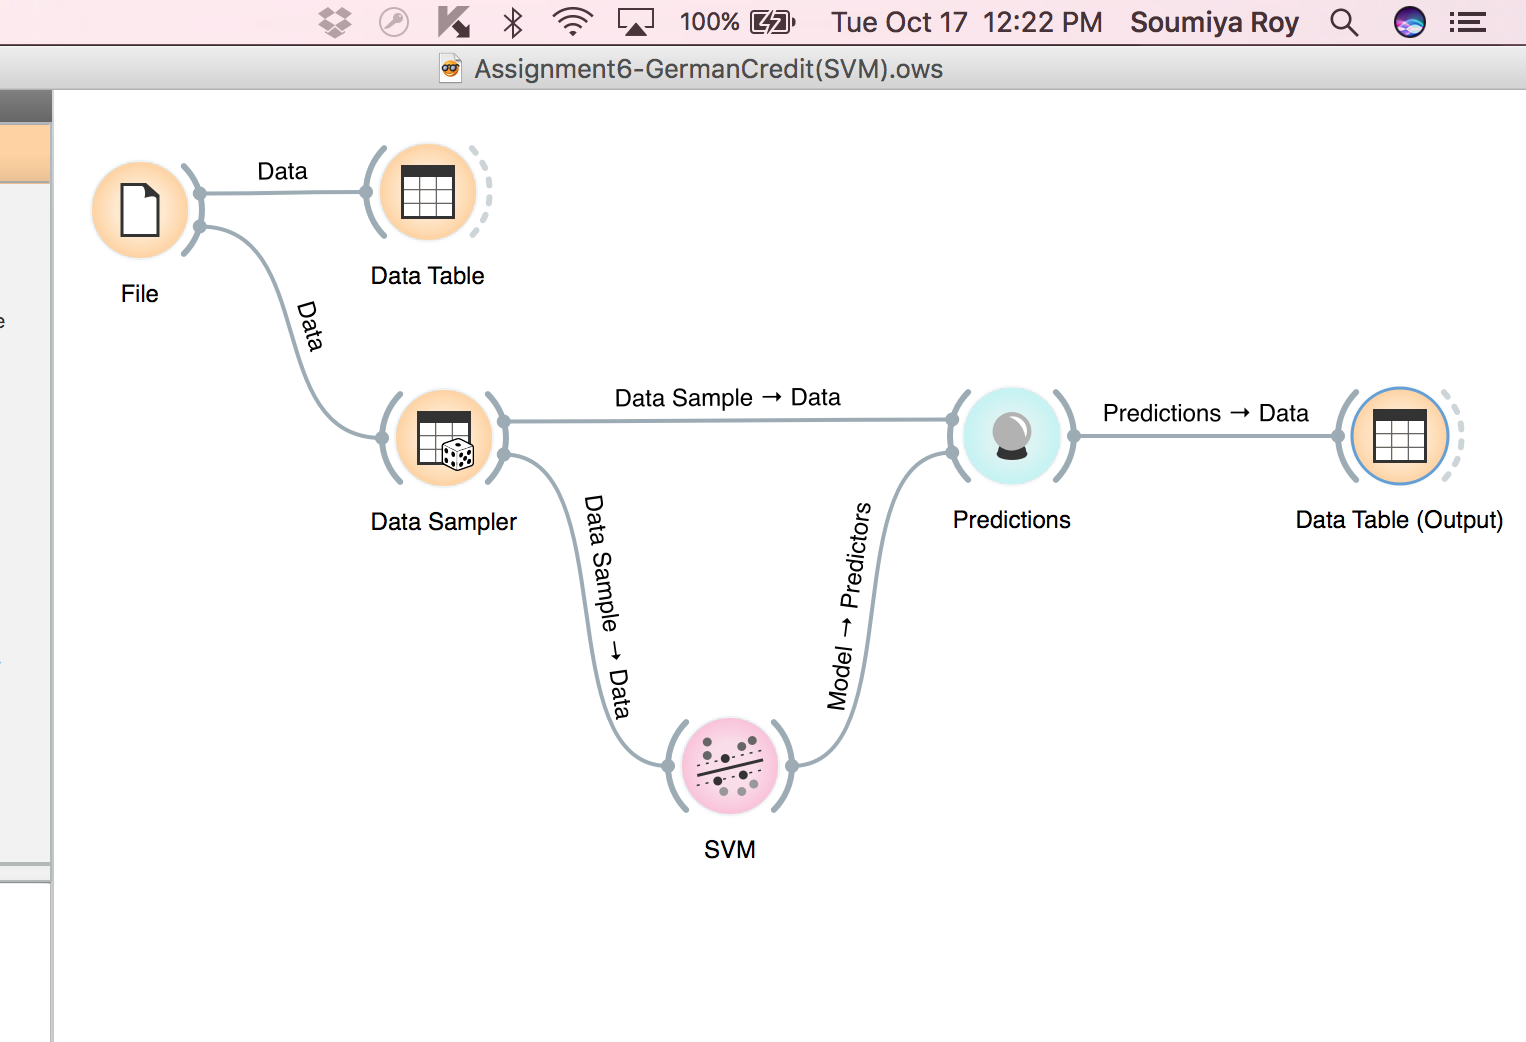 100%
Tue Oct 17 12:22 PM
Soumiya Roy
Assignment6-GermanCredit(SVM).ows
Data
File
Data Table
Data
Data Sampler
Data Sample → Data
Data Sample → Data
SVM
Model → Predictors
Predictions
Predictions → Data
Data Table (Output)
e